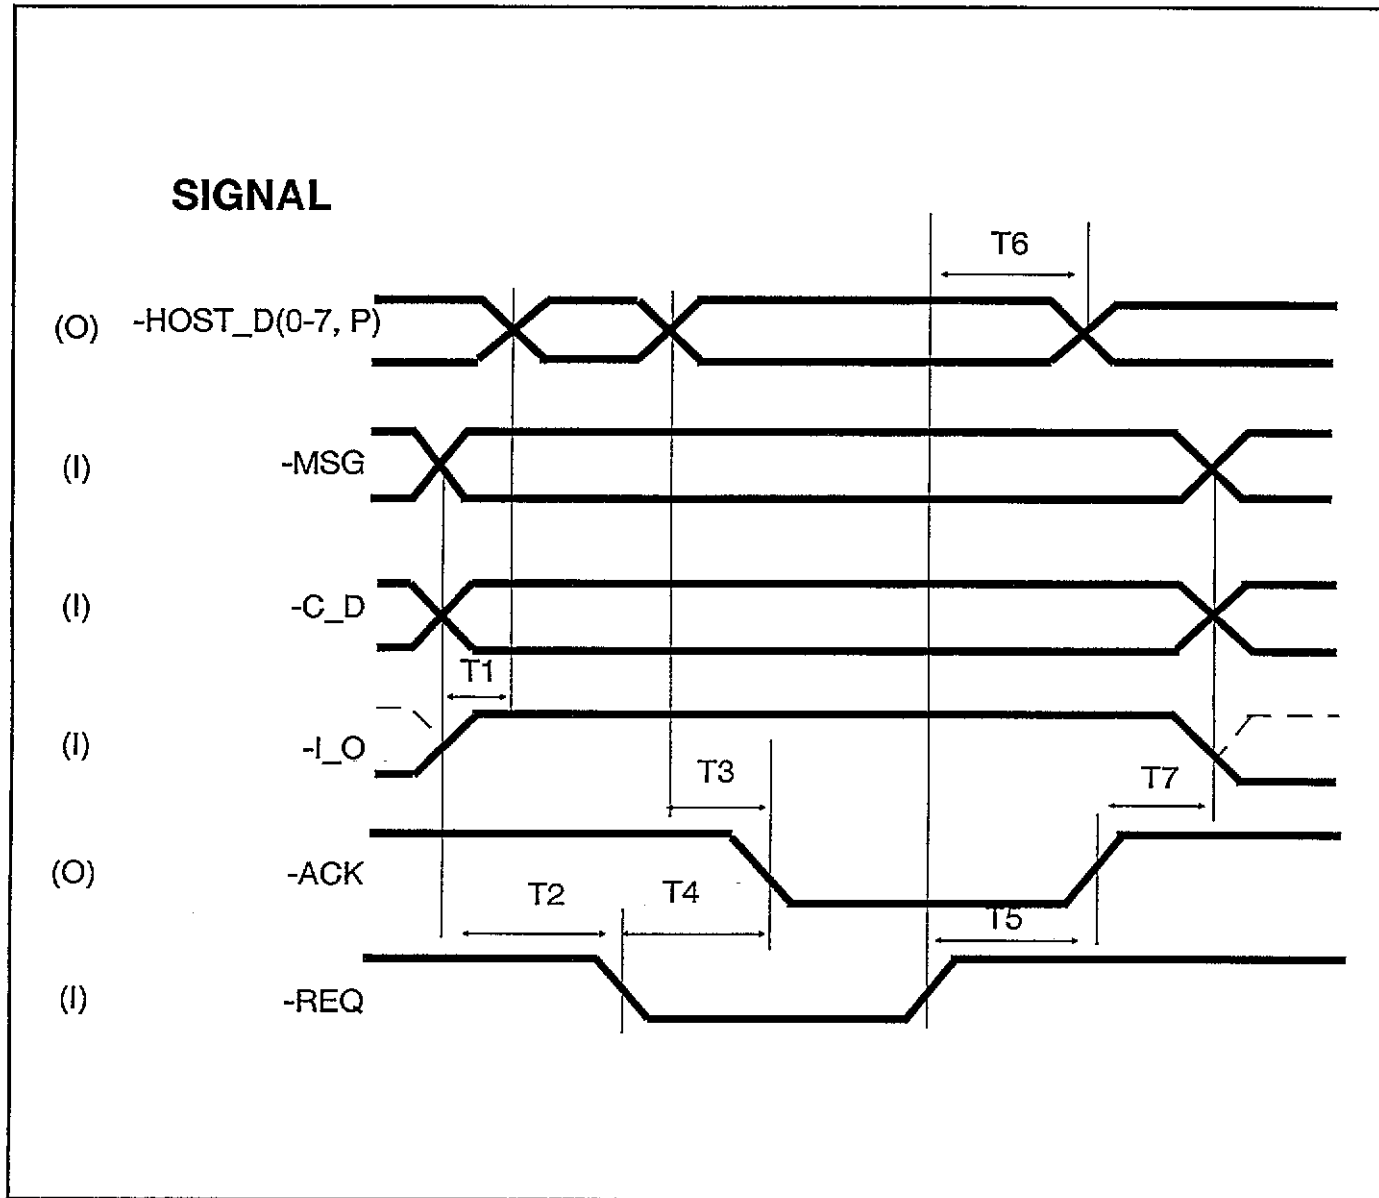 SIGNAL
T6
(O) -HOST_D(0-7, P)
(I) -MSG
(I) -C_D
T1
(I) -I_O
T3
T7
(O) -ACK
T2 T4
T5
(I) -REQ